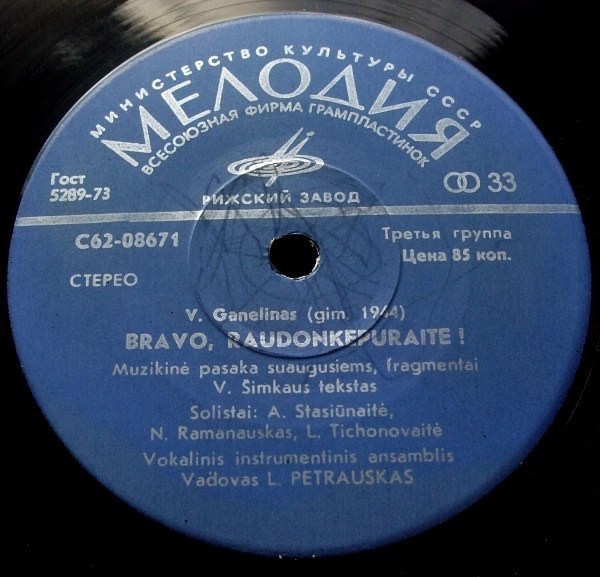 МИНИСТЕРСТВО КУЛЬТУРЫ СССР
МЕЛОДИЯ
ВСЕСОЮЗНАЯ ФИРМА ГРАМПЛАСТИНОК
Гост
5289-73
33
РИЖСКИЙ ЗАВОД
С62-08671
Третья группа
Цена 85 коп.
СТЕРЕО
V. Ganelinas (gim. 1944)
BRAVO, RAUDONKEPURAITE!
Muzikinė pasaka suaugusiems, fragmentai
V. Šimkaus tekstas
Solistai: A. Stasiūnaitė,
N. Ramanauskas, L. Tichonovaitė
Vokalinis instrumentinis ansamblis
Vadovas L. PETRAUSKAS